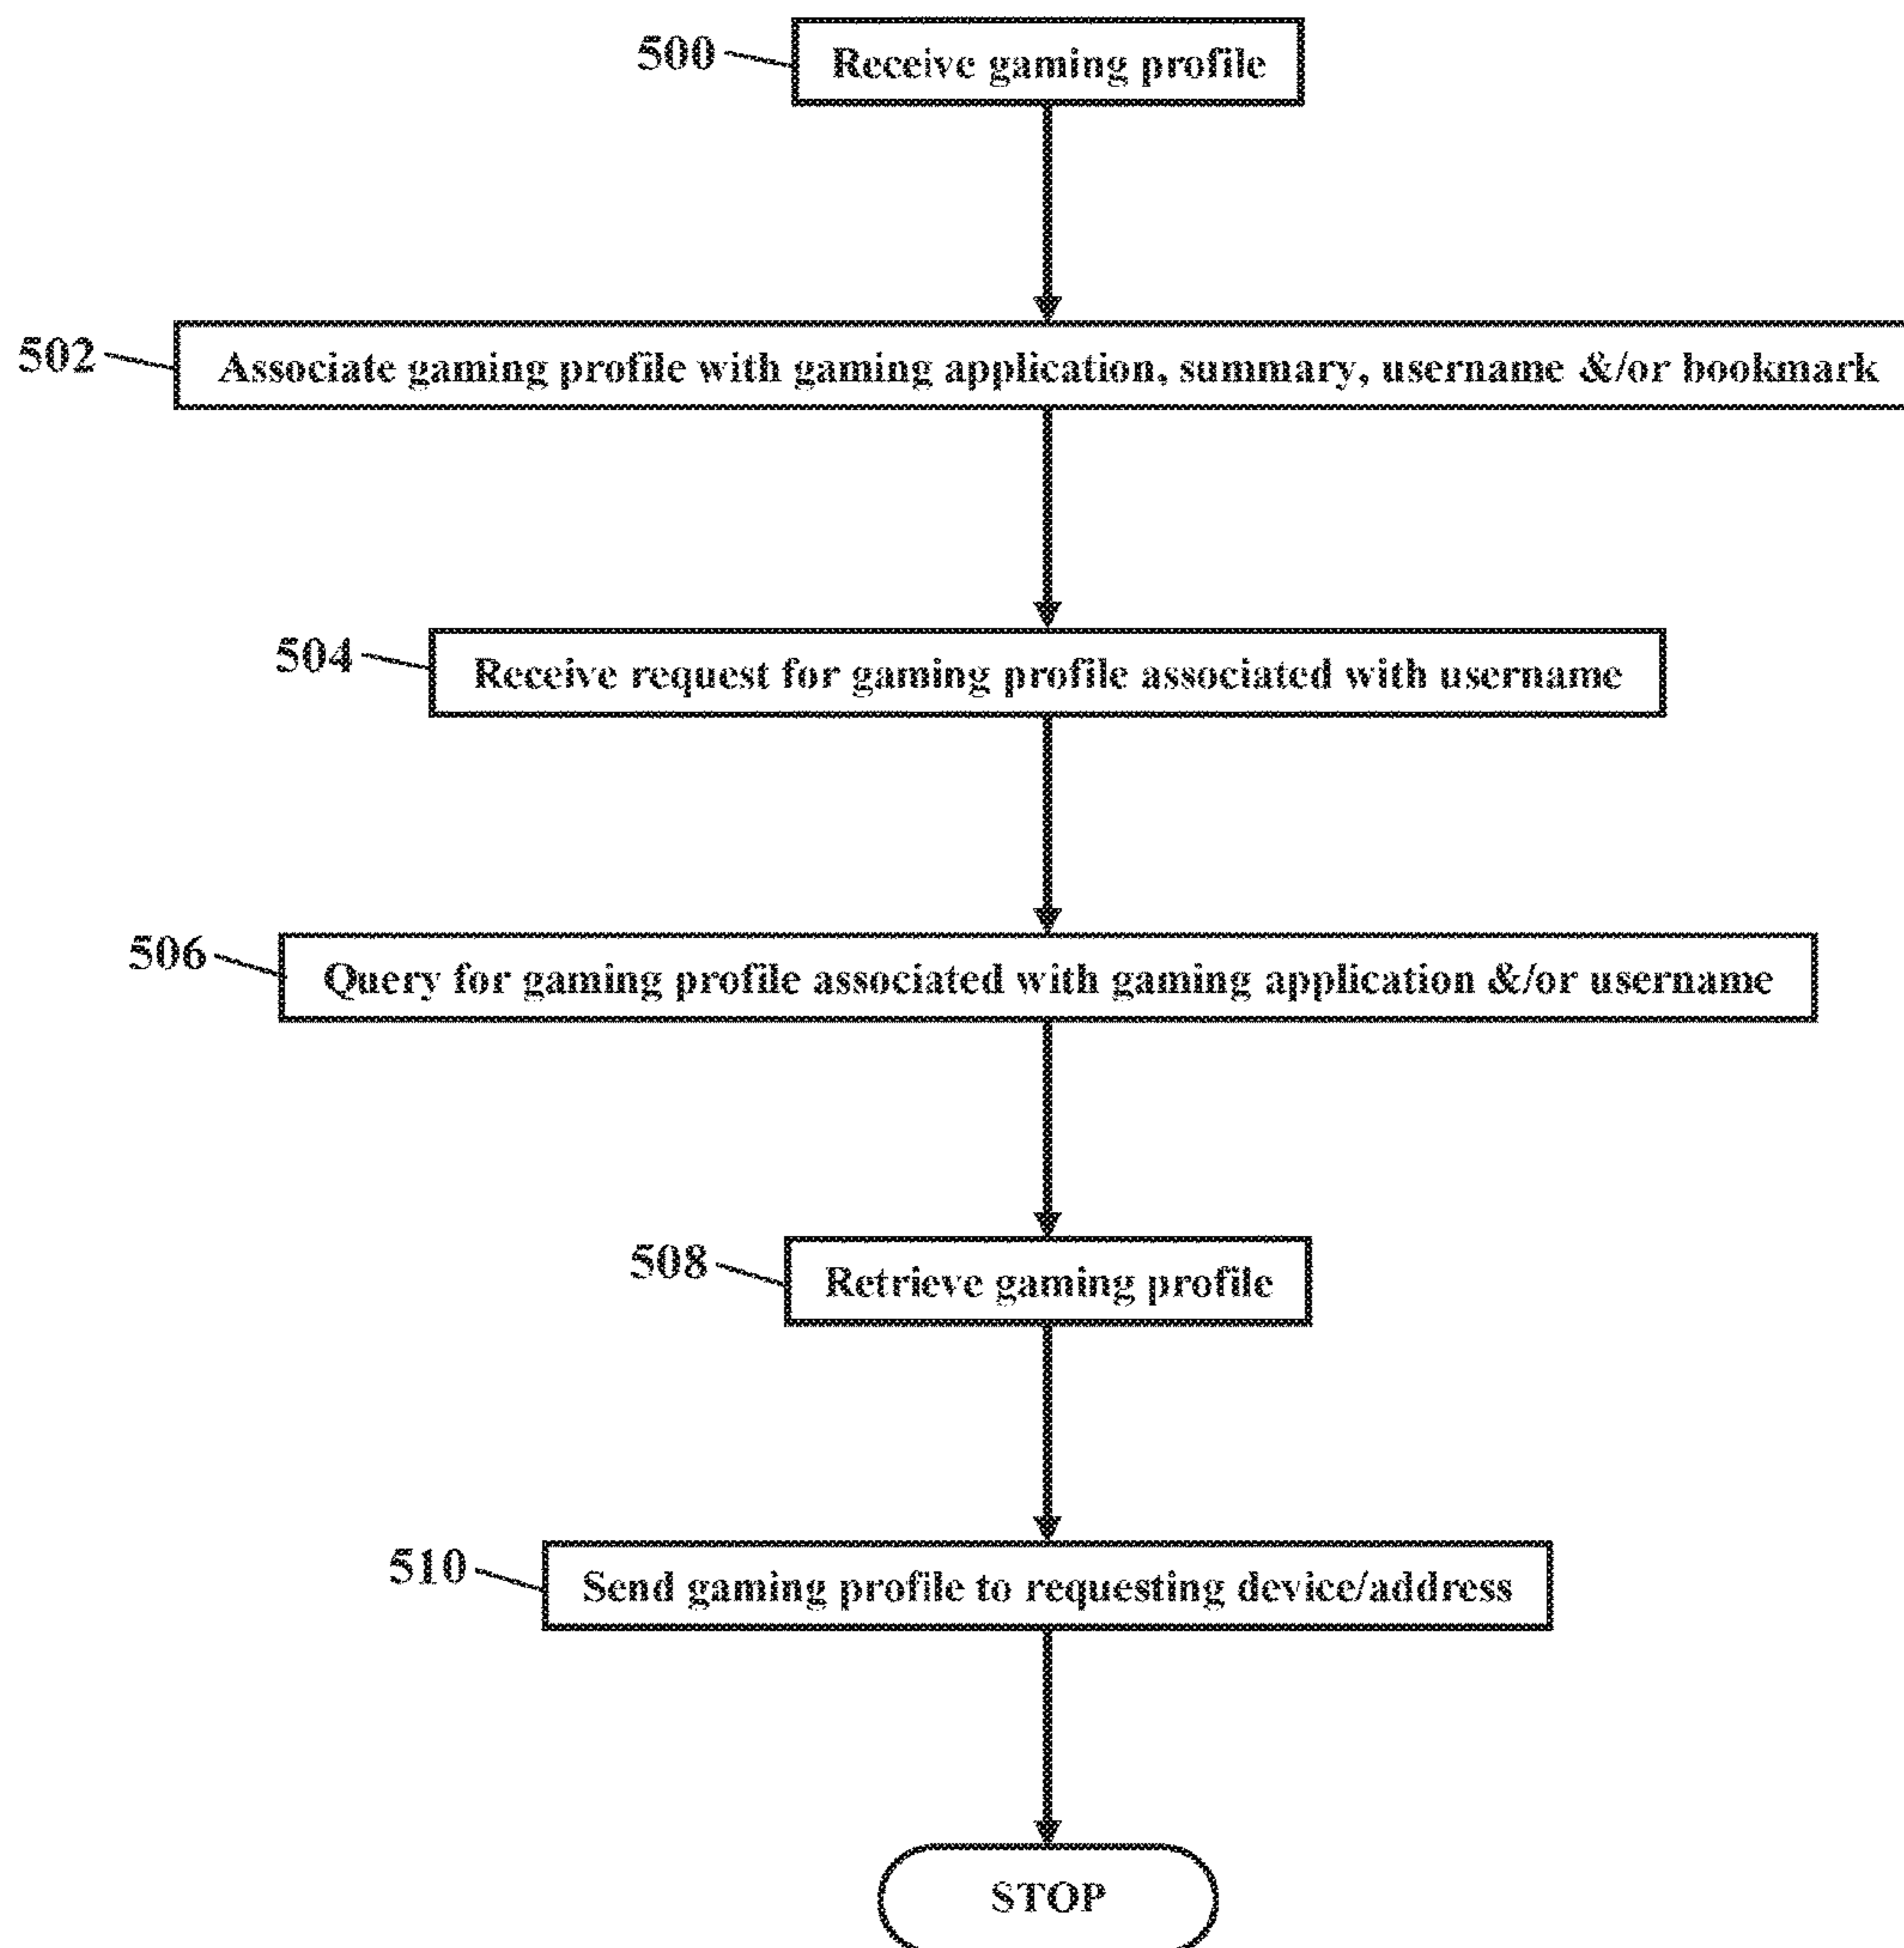 500 Receive gaming profile
502 Associate gaming profile with gaming application, summary, username &/or bookmark
504 Receive request for gaming profile associated with username
506 Query for gaming profile associated with gaming application &/or username
508 Retrieve gaming profile
510 Send gaming profile to requesting device/address
STOP